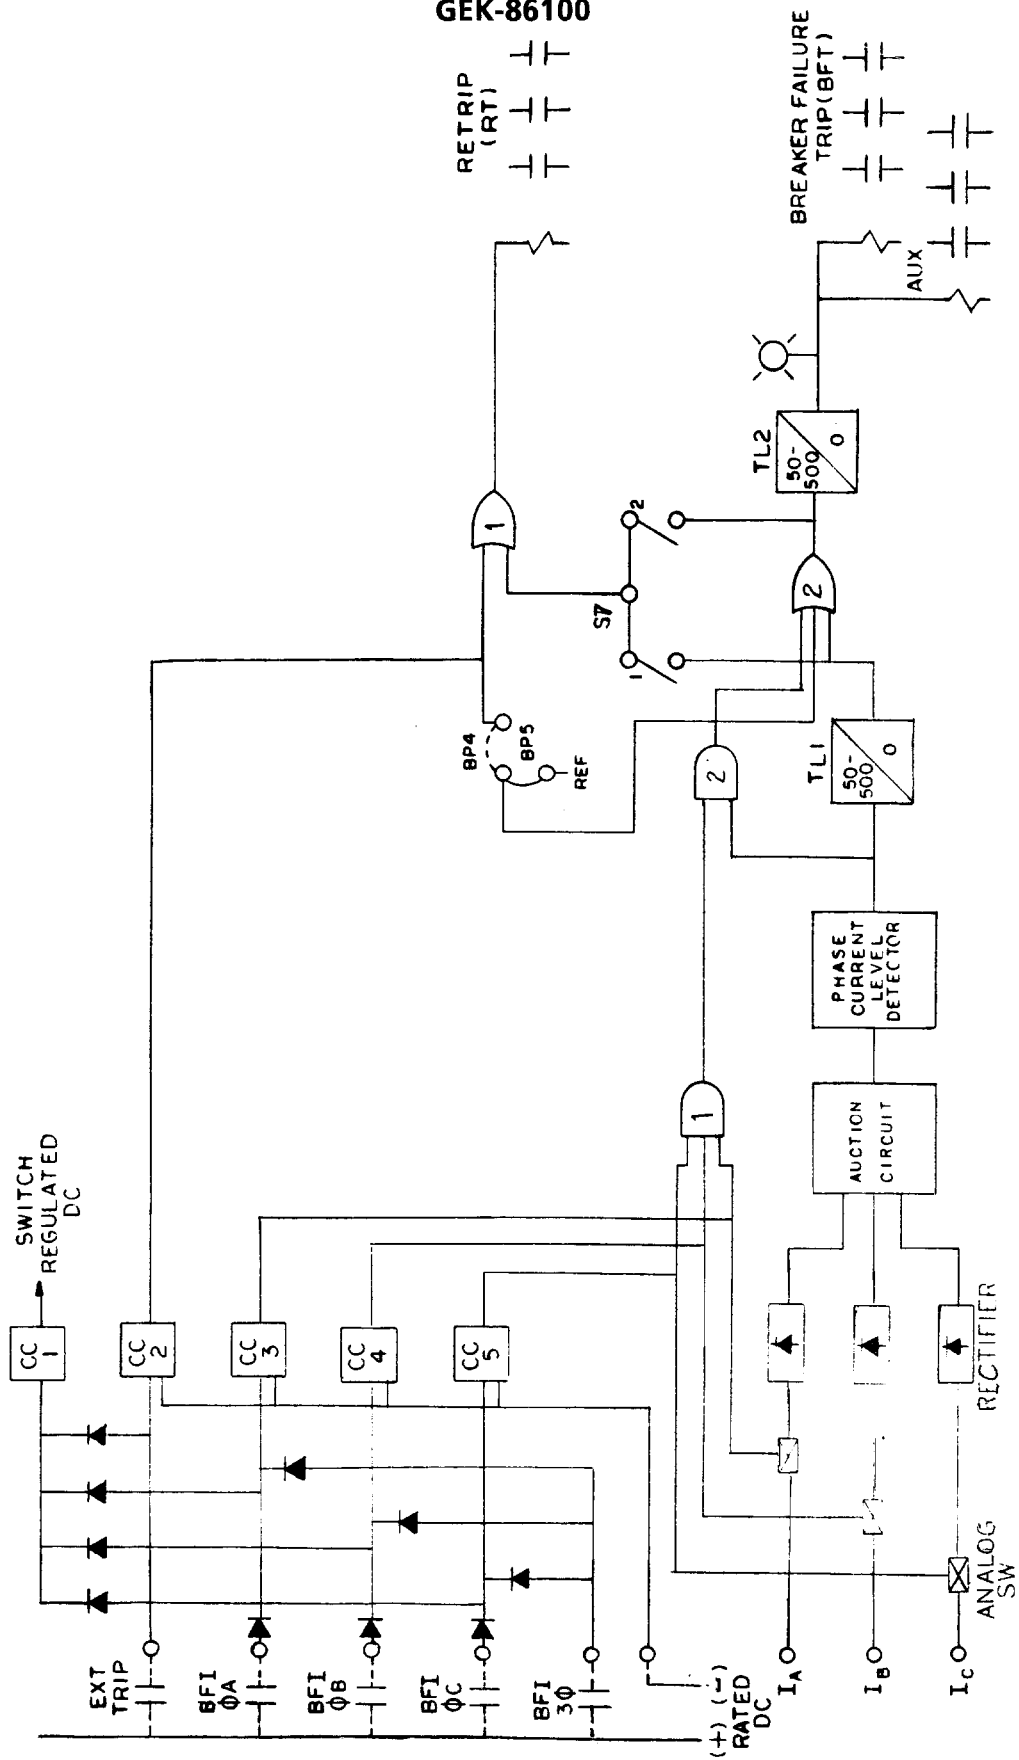 GEK-86100
SWITCH
REGULATED
DC
CC
1
CC
2
CC
3
CC
4
CC
5
EXT
TRIP
BFI
ΦA
BFI
ΦB
BFI
ΦC
BFI
3Φ
(+) (-)
RATED
DC
IA
IB
IC
ANALOG
SW
RECTIFIER
AUCTION
CIRCUIT
PHASE
CURRENT
LEVEL
DETECTOR
1
2
TL1
50-
500
0
BP4
BP5
REF
S7
1
2
2
1
TL2
50-
500
0
RETRIP
(RT)
BREAKER FAILURE
TRIP(BFT)
AUX